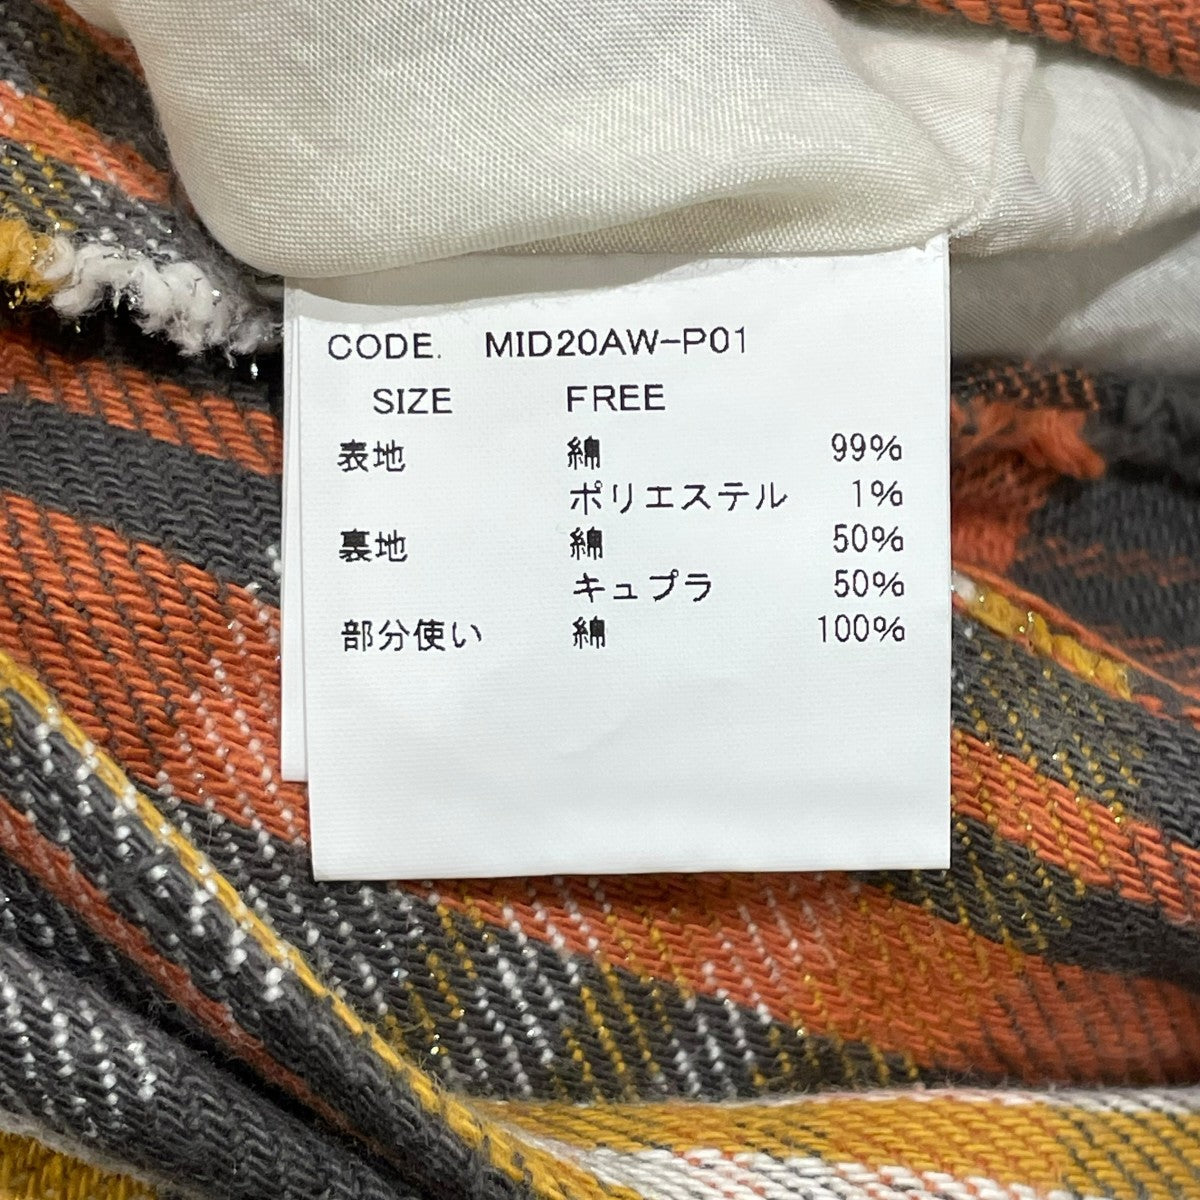 CODE. MID20AW-P01
SIZE FREE
表地 綿 99%
ポリエステル 1%
裏地 綿 50%
キュプラ 50%
部分使い 綿 100%